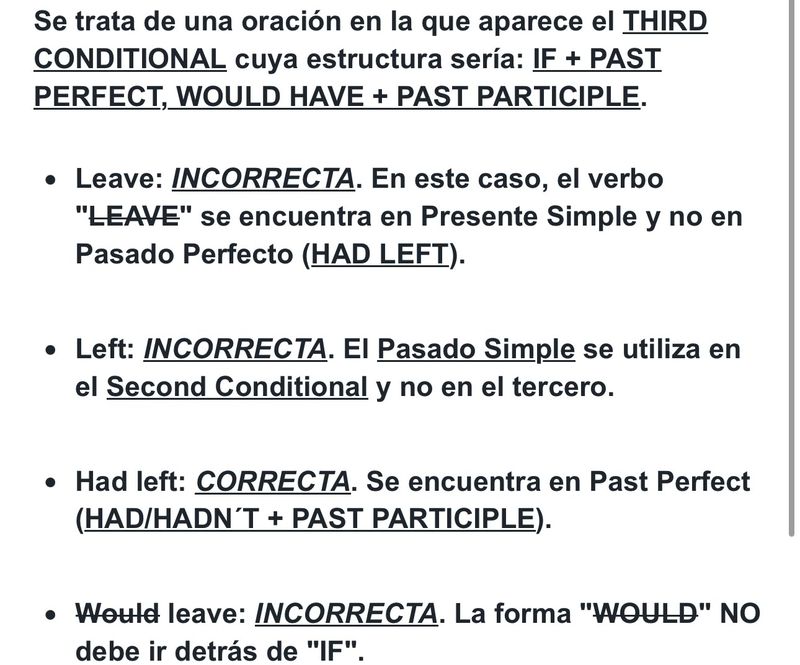 Se trata de una oración en la que aparece el THIRD
CONDITIONAL cuya estructura sería: IF + PAST
PERFECT, WOULD HAVE + PAST PARTICIPLE.
• Leave: INCORRECTA. En este caso, el verbo
"LEAVE" se encuentra en Presente Simple y no en
Pasado Perfecto (HAD LEFT).
• Left: INCORRECTA. El Pasado Simple se utiliza en
el Second Conditional y no en el tercero.
• Had left: CORRECTA. Se encuentra en Past Perfect
(HAD/HADN´T + PAST PARTICIPLE).
• Would leave: INCORRECTA. La forma "WOULD" NO
debe ir detrás de "IF".